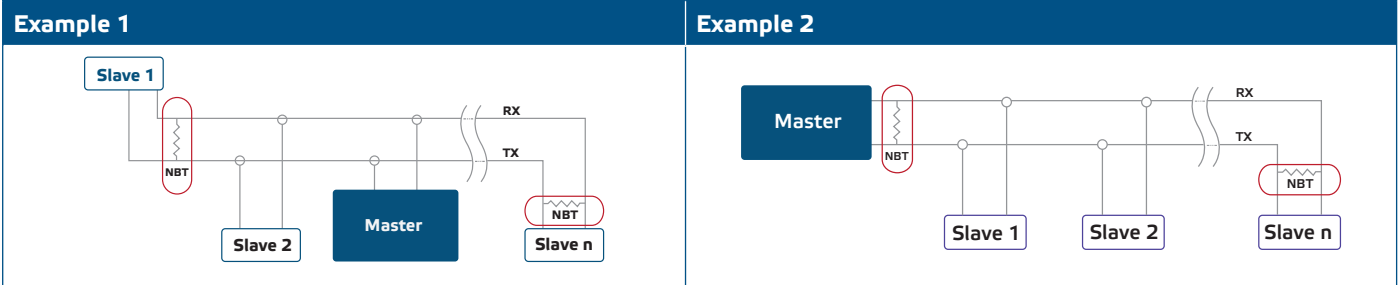 Example 1
Slave 1
RX
TX
NBT
NBT
Slave 2
Master
Slave n
Example 2
Master
RX
TX
NBT
NBT
Slave 1
Slave 2
Slave n